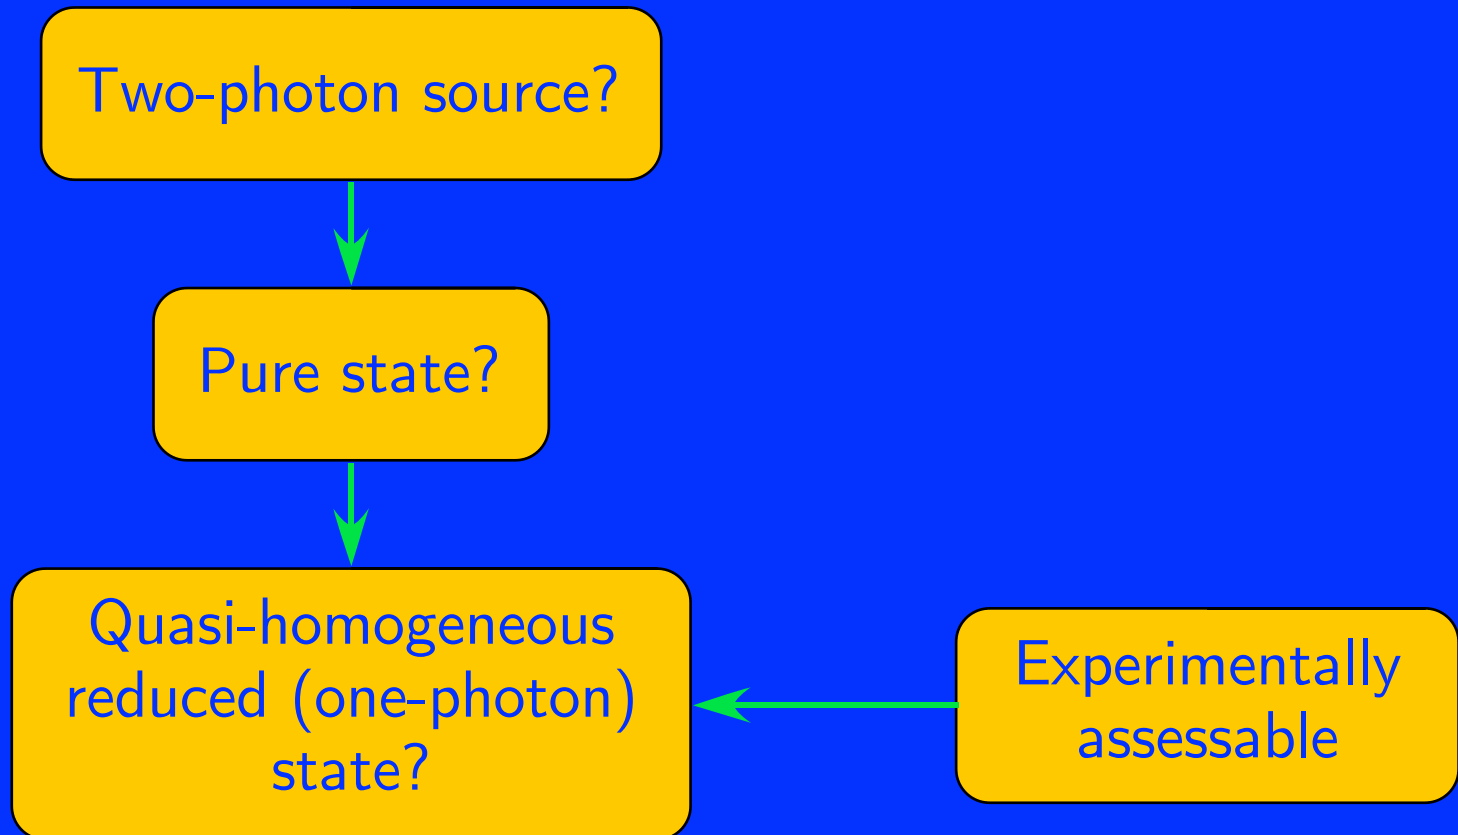 Two-photon source?
Pure state?
Quasi-homogeneous
reduced (one-photon)
state?
Experimentally
assessable